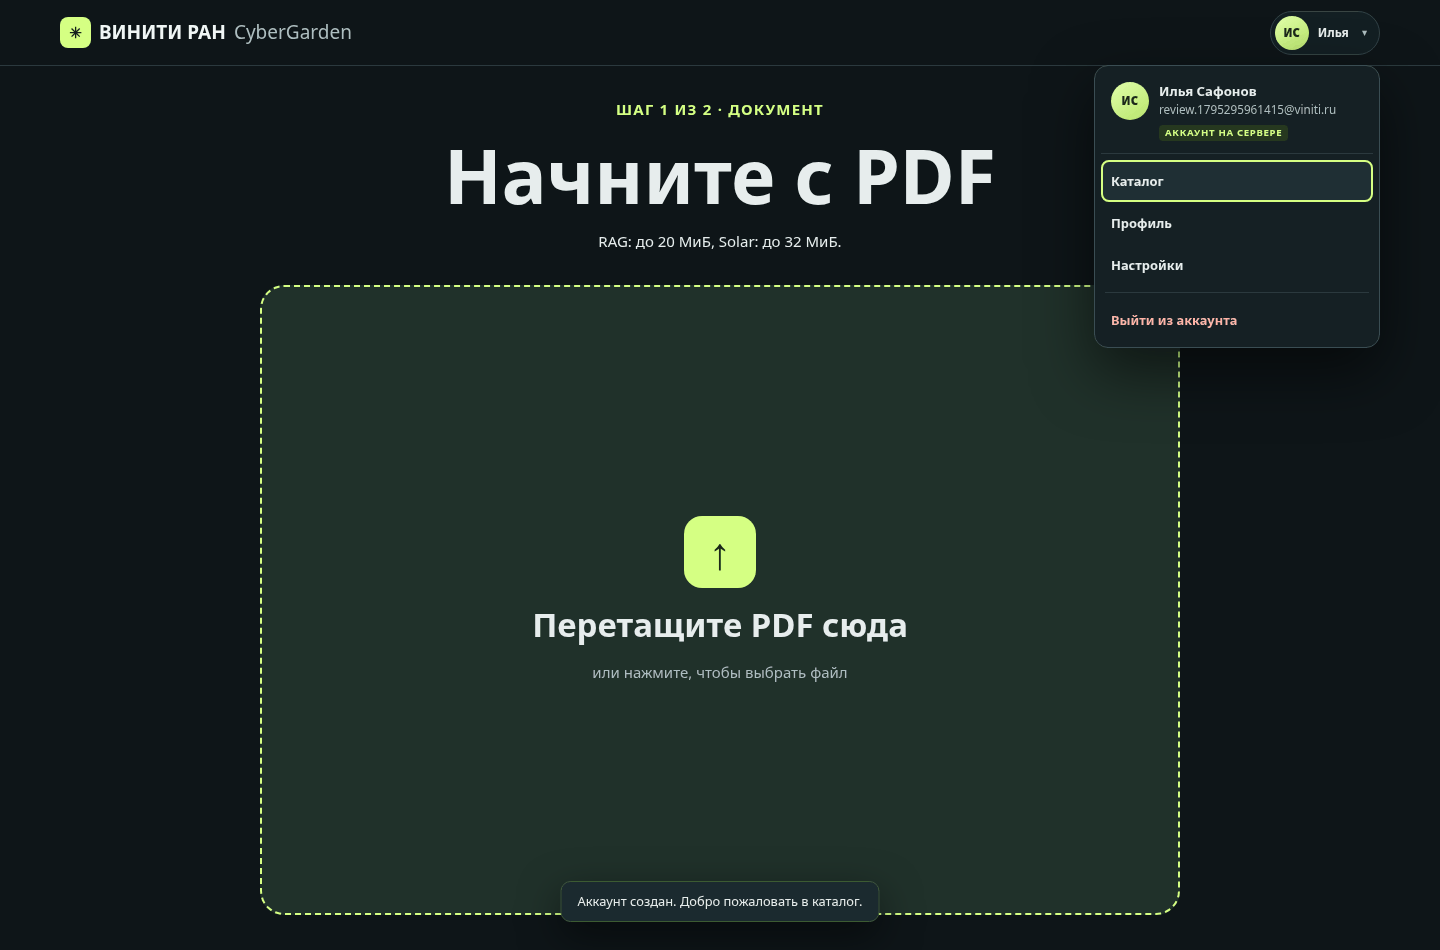 ВИНИТИ РАН CyberGarden
ИС Илья
ИС
Илья Сафонов
review.1795295961415@viniti.ru
АККАУНТ НА СЕРВЕРЕ
Каталог
Профиль
Настройки
Выйти из аккаунта
ШАГ 1 ИЗ 2 · ДОКУМЕНТ
Начните с PDF
RAG: до 20 МиБ, Solar: до 32 МиБ.
Перетащите PDF сюда
или нажмите, чтобы выбрать файл
Аккаунт создан. Добро пожаловать в каталог.